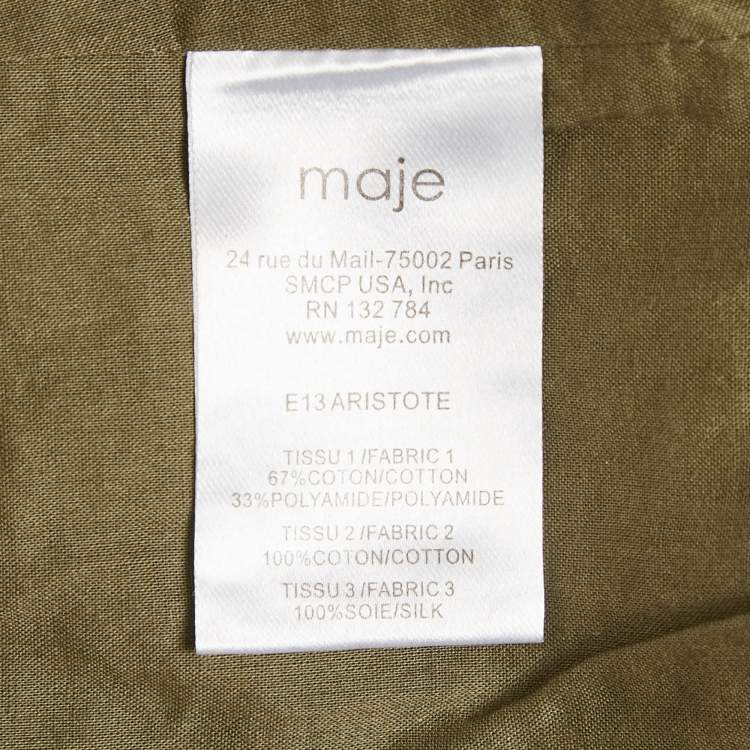 maje
24 rue du Mail-75002 Paris
SMCP USA, Inc
RN 132 784
www.maje.com
E13 ARISTOTE
TISSU 1/FABRIC 1
67%COTON/COTTON
33%POLYAMIDE/POLYAMIDE
TISSU 2/FABRIC 2
100%COTON/COTTON
TISSU 3/FABRIC 3
100%SOIE/SILK